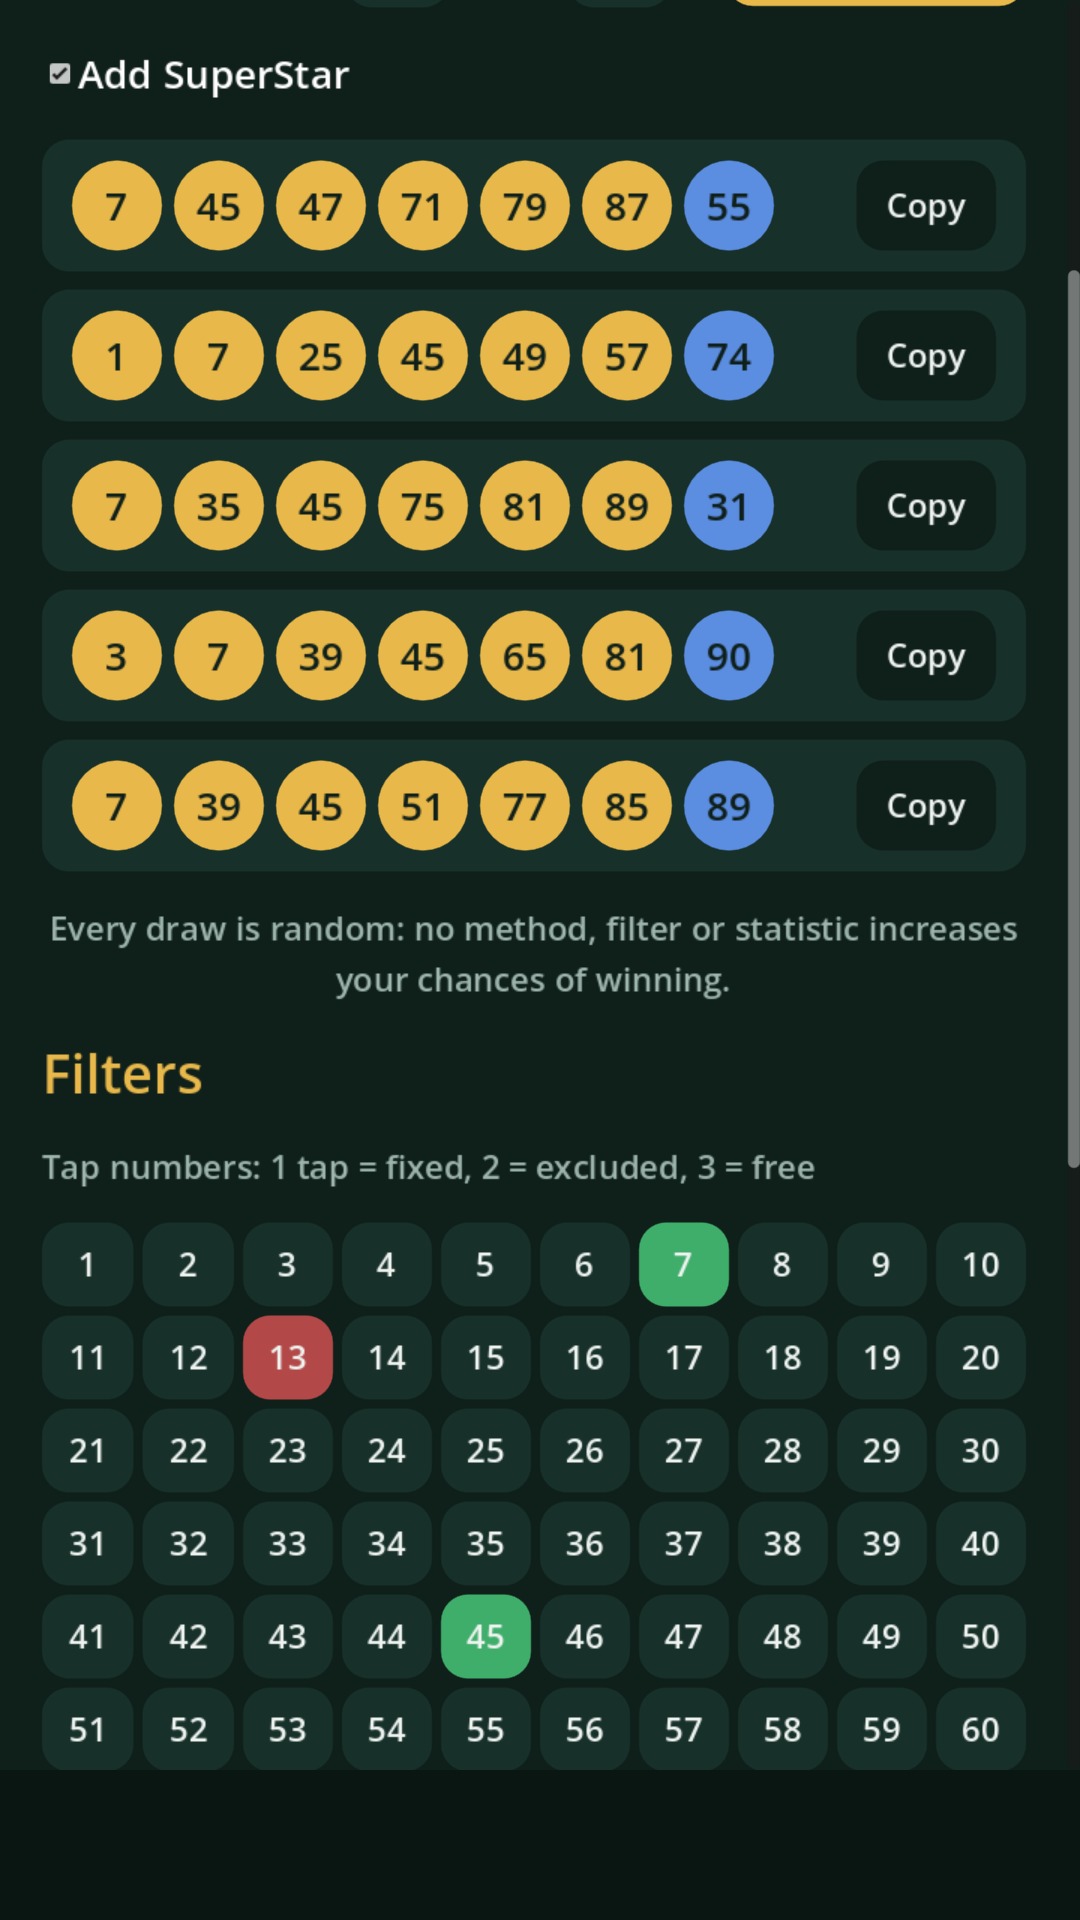 Add SuperStar
7 45 47 71 79 87 55 Copy
1 7 25 45 49 57 74 Copy
7 35 45 75 81 89 31 Copy
3 7 39 45 65 81 90 Copy
7 39 45 51 77 85 89 Copy
Every draw is random: no method, filter or statistic increases
your chances of winning.
Filters
Tap numbers: 1 tap = fixed, 2 = excluded, 3 = free
1 2 3 4 5 6 7 8 9 10
11 12 13 14 15 16 17 18 19 20
21 22 23 24 25 26 27 28 29 30
31 32 33 34 35 36 37 38 39 40
41 42 43 44 45 46 47 48 49 50
51 52 53 54 55 56 57 58 59 60